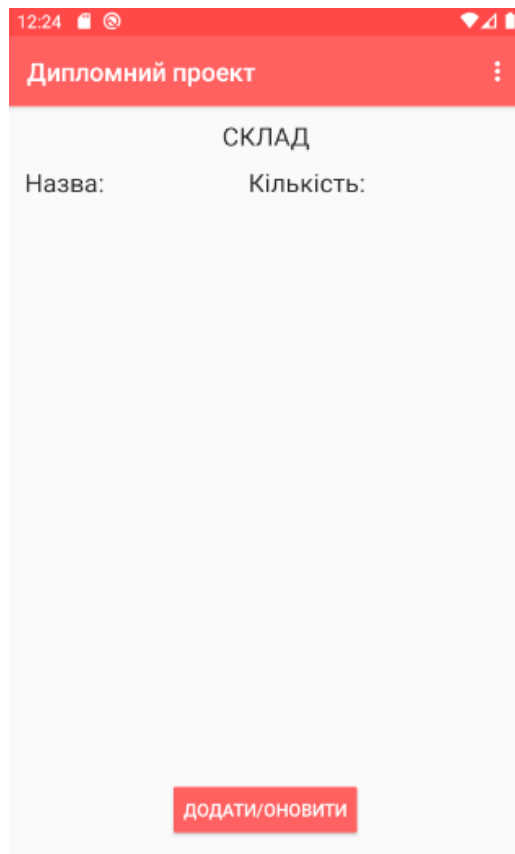 12:24
Дипломний проект
СКЛАД
Назва: Кількість:
ДОДАТИ/ОНОВИТИ